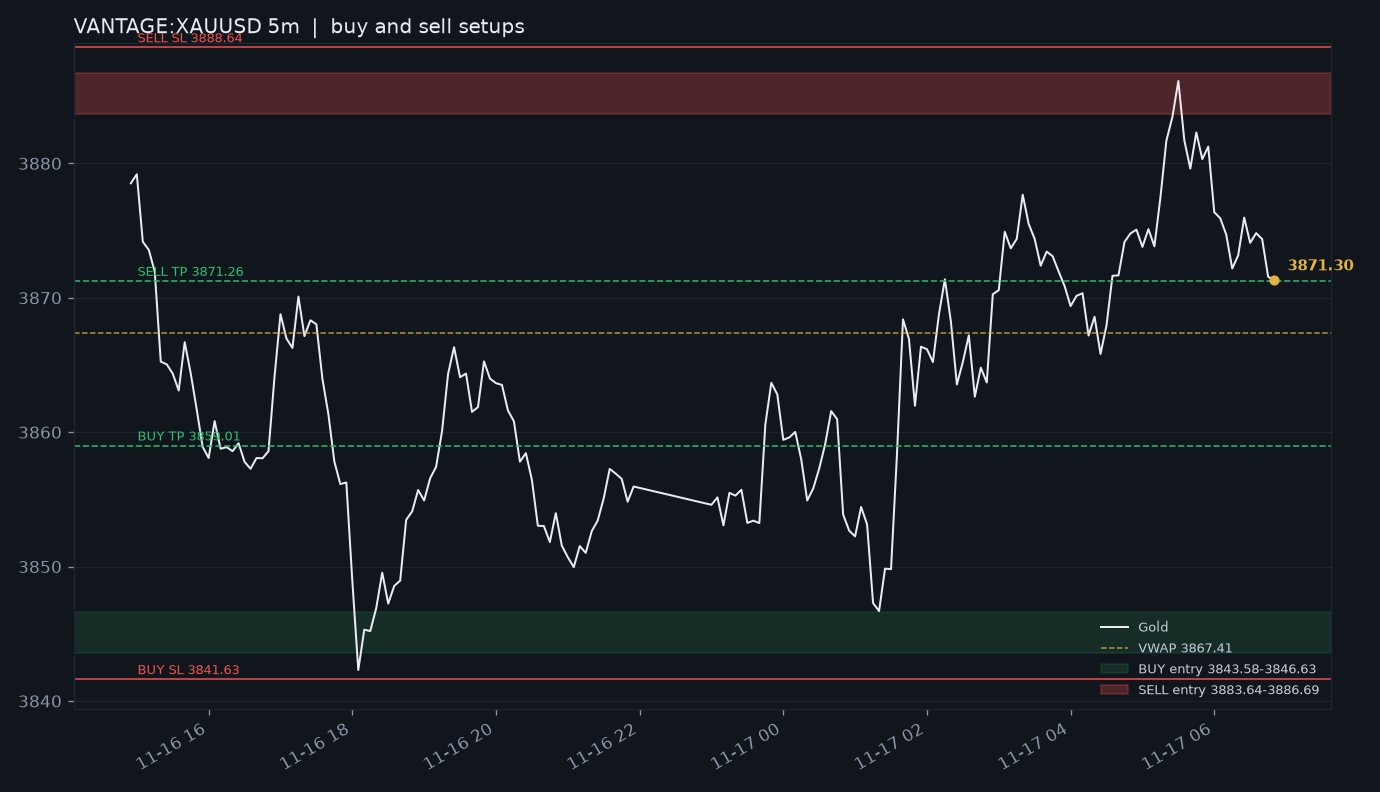 VANTAGE:XAUUSD 5m | buy and sell setups
SELL SL 3888.64
3880
SELL TP 3871.26
3871.30
3870
BUY TP 3859.01
3860
3850
Gold
VWAP 3867.41
BUY SL 3841.63
BUY entry 3843.58-3846.63
SELL entry 3883.64-3886.69
3840
11-16 16
11-16 18
11-16 20
11-16 22
11-17 00
11-17 02
11-17 04
11-17 06